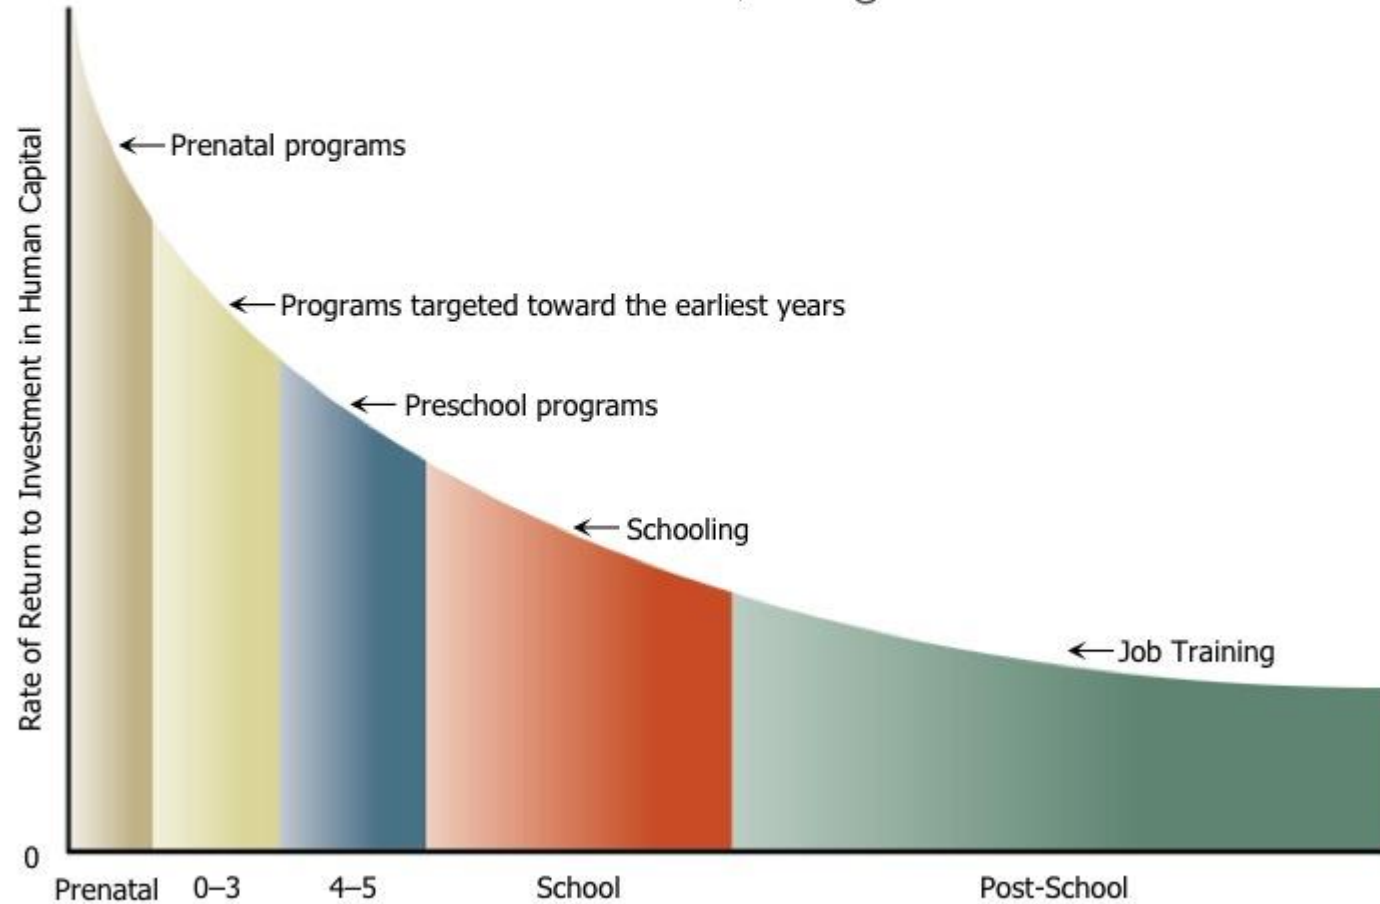 Rate of Return to Investment in Human Capital
Prenatal programs
Programs targeted toward the earliest years
Preschool programs
Schooling
Job Training
0
Prenatal 0–3 4–5 School Post-School